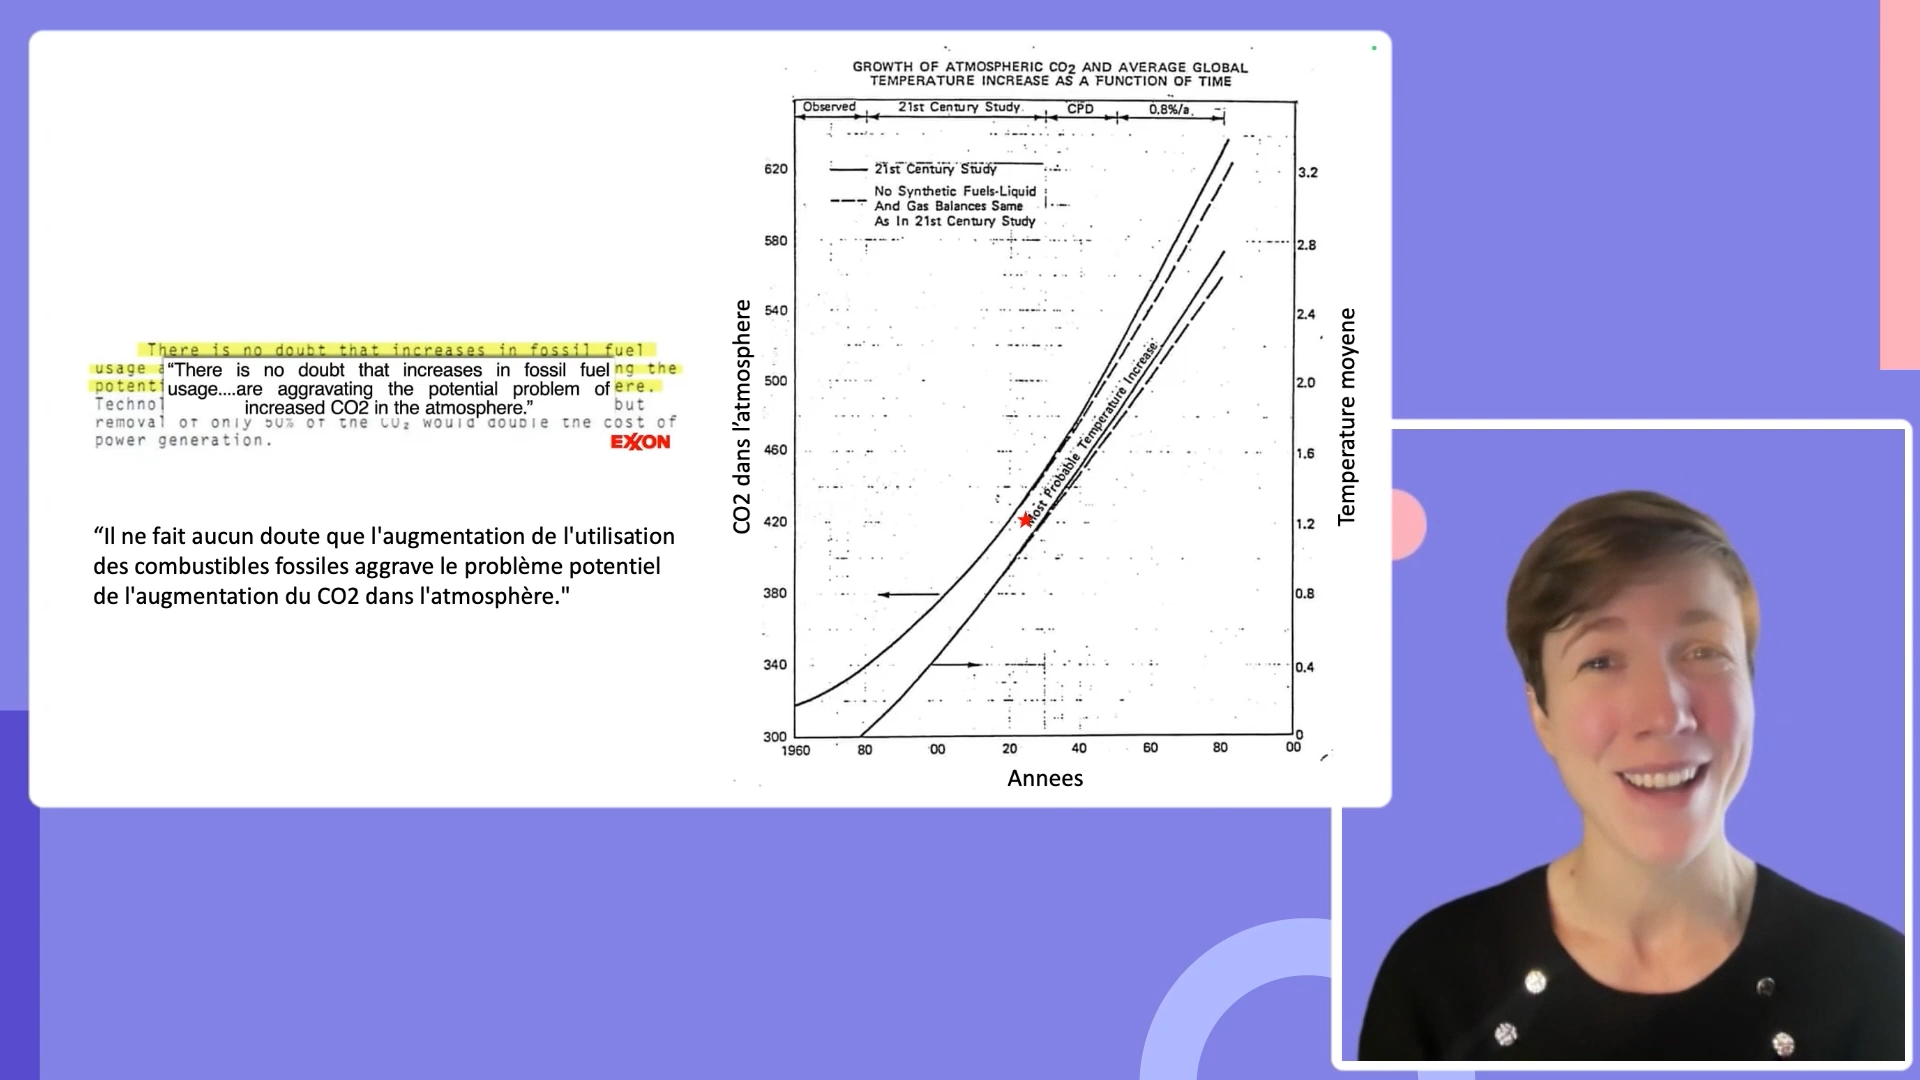 There is no doubt that increases in fossil fuel
usage a ng the
potenti ere.
Techno but
removal of only 50% of the CO₂ would double the cost of
power generation.
“There is no doubt that increases in fossil fuel
usage....are aggravating the potential problem of
increased CO2 in the atmosphere.”
EXXON
“Il ne fait aucun doute que l'augmentation de l'utilisation
des combustibles fossiles aggrave le problème potentiel
de l'augmentation du CO2 dans l'atmosphère."
GROWTH OF ATMOSPHERIC CO2 AND AVERAGE GLOBAL
TEMPERATURE INCREASE AS A FUNCTION OF TIME
Observed 21st Century Study CPD 0.8%/a.
21st Century Study
No Synthetic Fuels-Liquid
And Gas Balances Same
As In 21st Century Study
CO2 dans l’atmosphere
620
580
540
500
460
420
380
340
300
Most Probable Temperature Increase
3.2
2.8
2.4
2.0
1.6
1.2
0.8
0.4
0
Temperature moyene
1960 80 00 20 40 60 80 00
Annees